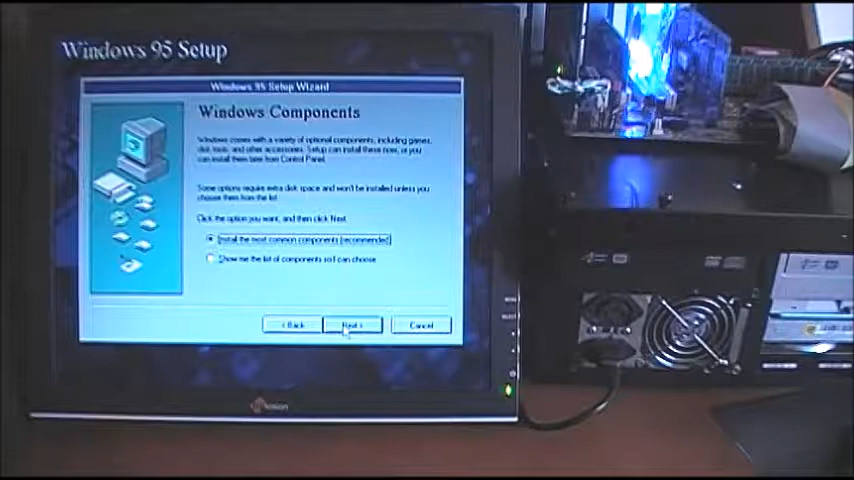 Windows 95 Setup
Windows 95 Setup Wizard
Windows Components
Windows comes with a variety of optional components, including games,
disk tools, and other accessories. Setup can install these now, or you
can install them later from Control Panel.
Some options require extra disk space and won't be installed unless you
choose them from the list.
Click the option you want, and then click Next.
Install the most common components (recommended)
Show me the list of components so I can choose
< Back
Next >
Cancel
MENU
SELECT